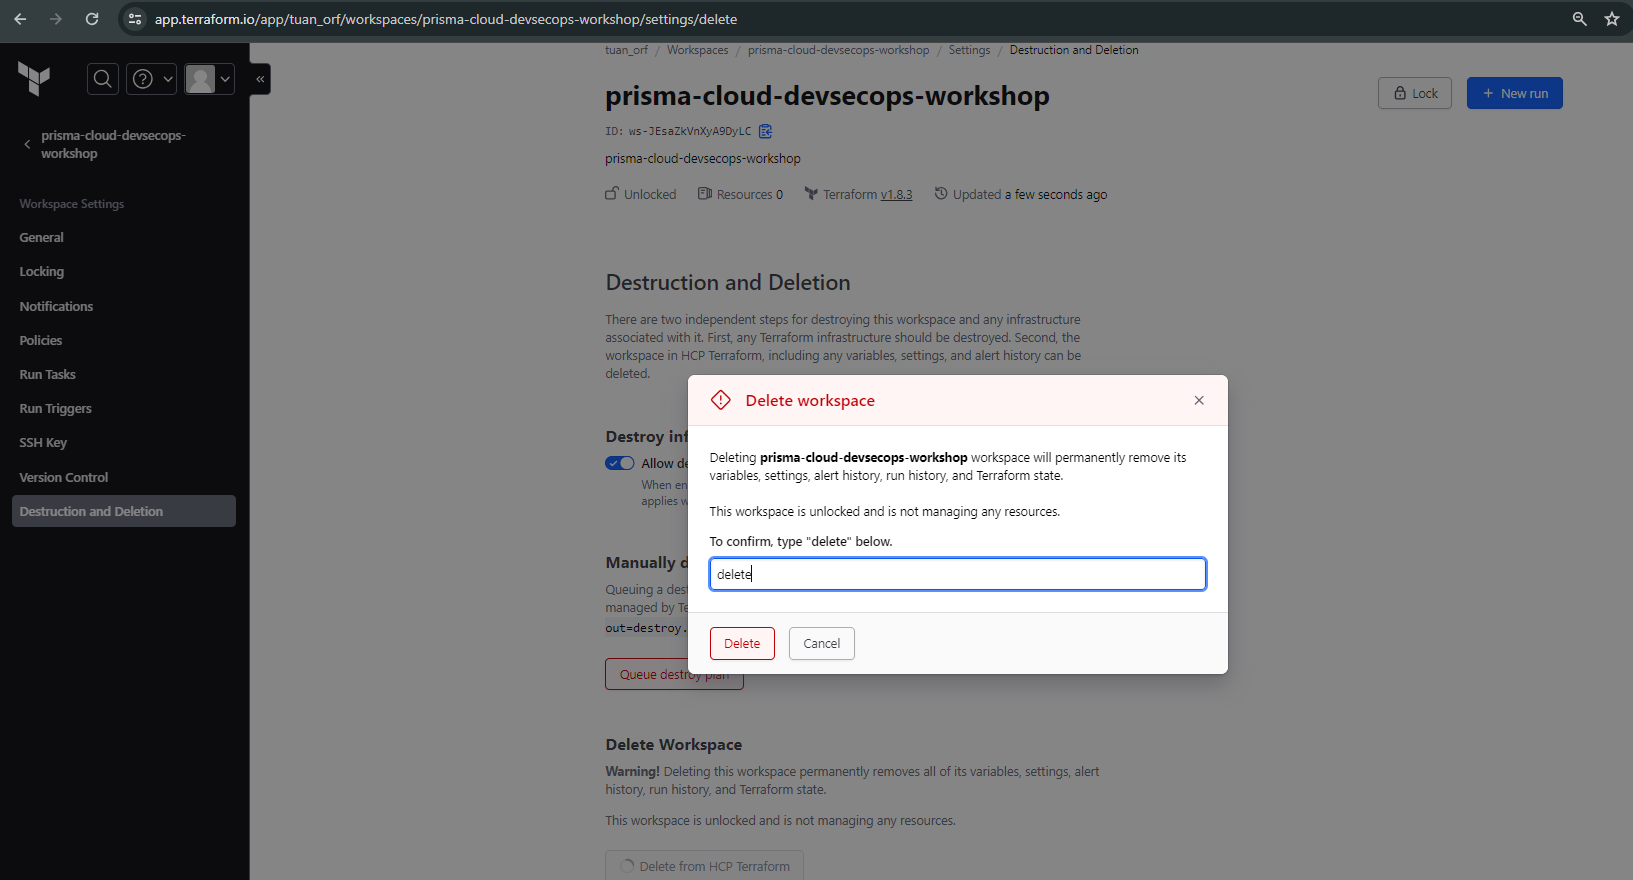 app.terraform.io/app/tuan_orf/workspaces/prisma-cloud-devsecops-workshop/settings/delete
«
prisma-cloud-devsecops-
workshop
Workspace Settings
General
Locking
Notifications
Policies
Run Tasks
Run Triggers
SSH Key
Version Control
Destruction and Deletion
tuan_orf / Workspaces / prisma-cloud-devsecops-workshop / Settings / Destruction and Deletion
prisma-cloud-devsecops-workshop
Lock
+ New run
ID: ws-JEsaZkVnXyA9DyLC
prisma-cloud-devsecops-workshop
Unlocked Resources 0 Terraform v1.8.3 Updated a few seconds ago
Destruction and Deletion
There are two independent steps for destroying this workspace and any infrastructure
associated with it. First, any Terraform infrastructure should be destroyed. Second, the
workspace in HCP Terraform, including any variables, settings, and alert history can be
deleted.
Destroy inf
Allow de
When en
applies w
Manually d
Queuing a dest
managed by Te
out=destroy.
Queue destroy plan
Delete workspace
Deleting prisma-cloud-devsecops-workshop workspace will permanently remove its
variables, settings, alert history, run history, and Terraform state.
This workspace is unlocked and is not managing any resources.
To confirm, type "delete" below.
delete
Delete
Cancel
Delete Workspace
Warning! Deleting this workspace permanently removes all of its variables, settings, alert
history, run history, and Terraform state.
This workspace is unlocked and is not managing any resources.
Delete from HCP Terraform